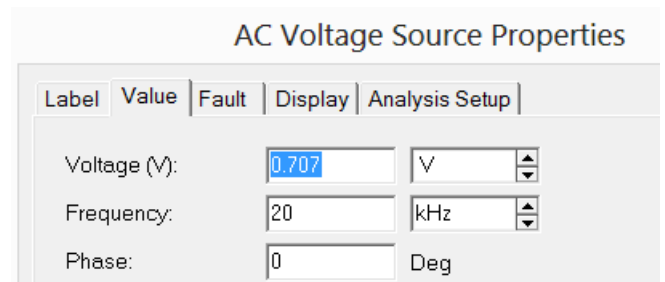 AC Voltage Source Properties
Label Value Fault Display Analysis Setup
Voltage (V): 0.707 V
Frequency: 20 kHz
Phase: 0 Deg